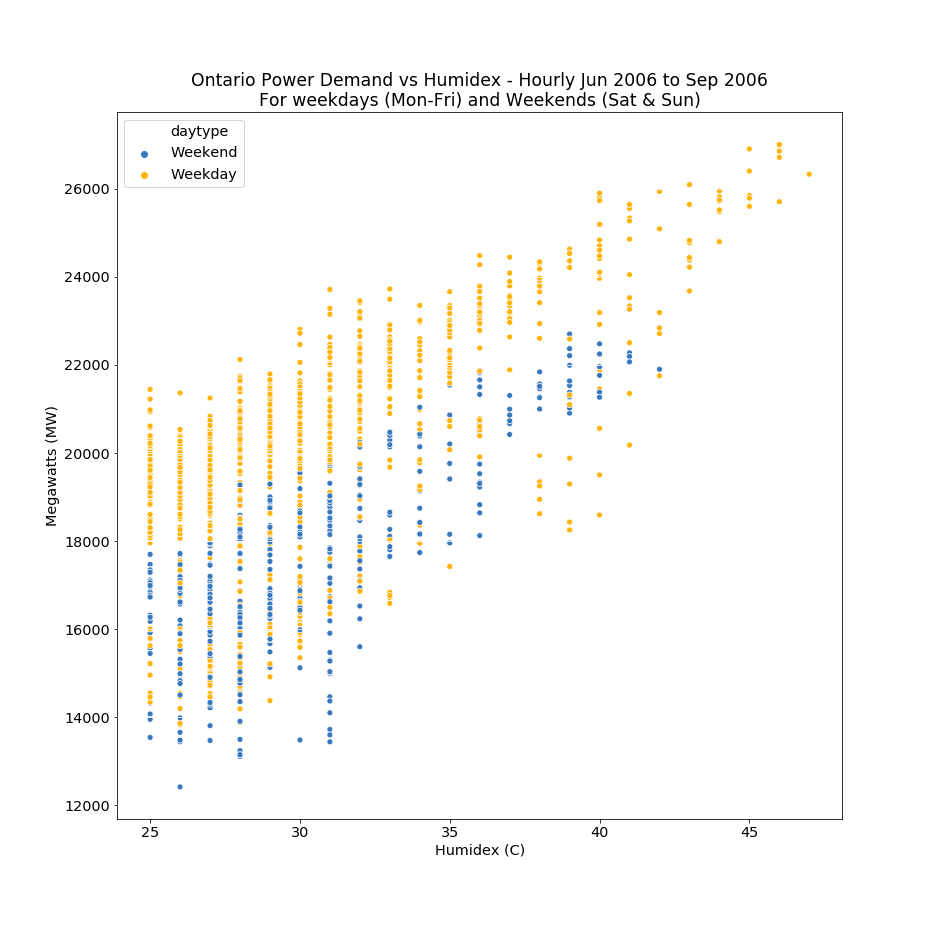 Ontario Power Demand vs Humidex - Hourly Jun 2006 to Sep 2006
For weekdays (Mon-Fri) and Weekends (Sat & Sun)
daytype
Weekend
Weekday
26000
24000
22000
20000
18000
16000
14000
12000
Megawatts (MW)
25 30 35 40 45
Humidex (C)